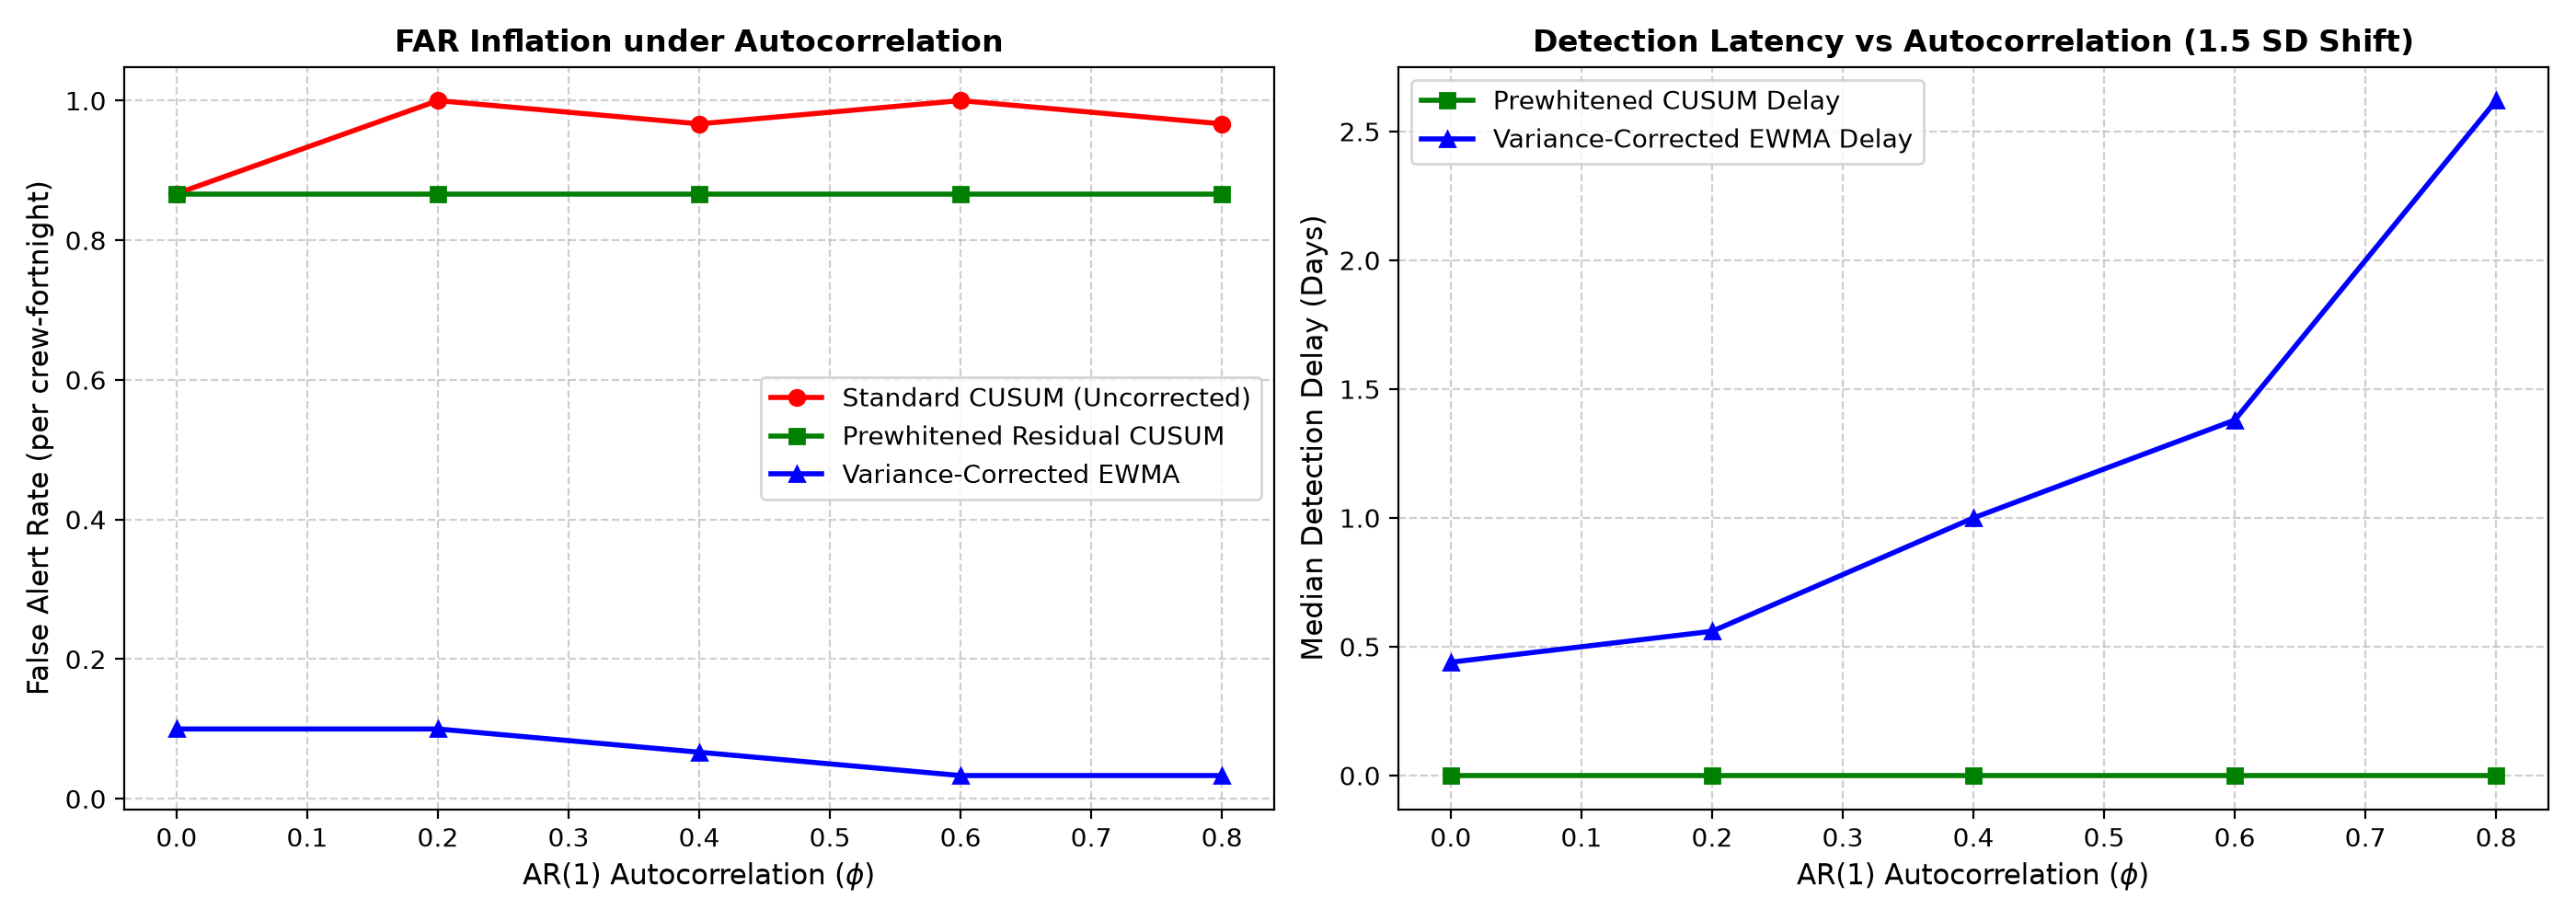 FAR Inflation under Autocorrelation
False Alert Rate (per crew-fortnight)
1.0
0.8
0.6
0.4
0.2
0.0
Standard CUSUM (Uncorrected)
Prewhitened Residual CUSUM
Variance-Corrected EWMA
0.0 0.1 0.2 0.3 0.4 0.5 0.6 0.7 0.8
AR(1) Autocorrelation (ϕ)
Detection Latency vs Autocorrelation (1.5 SD Shift)
Median Detection Delay (Days)
2.5
2.0
1.5
1.0
0.5
0.0
Prewhitened CUSUM Delay
Variance-Corrected EWMA Delay
0.0 0.1 0.2 0.3 0.4 0.5 0.6 0.7 0.8
AR(1) Autocorrelation (ϕ)